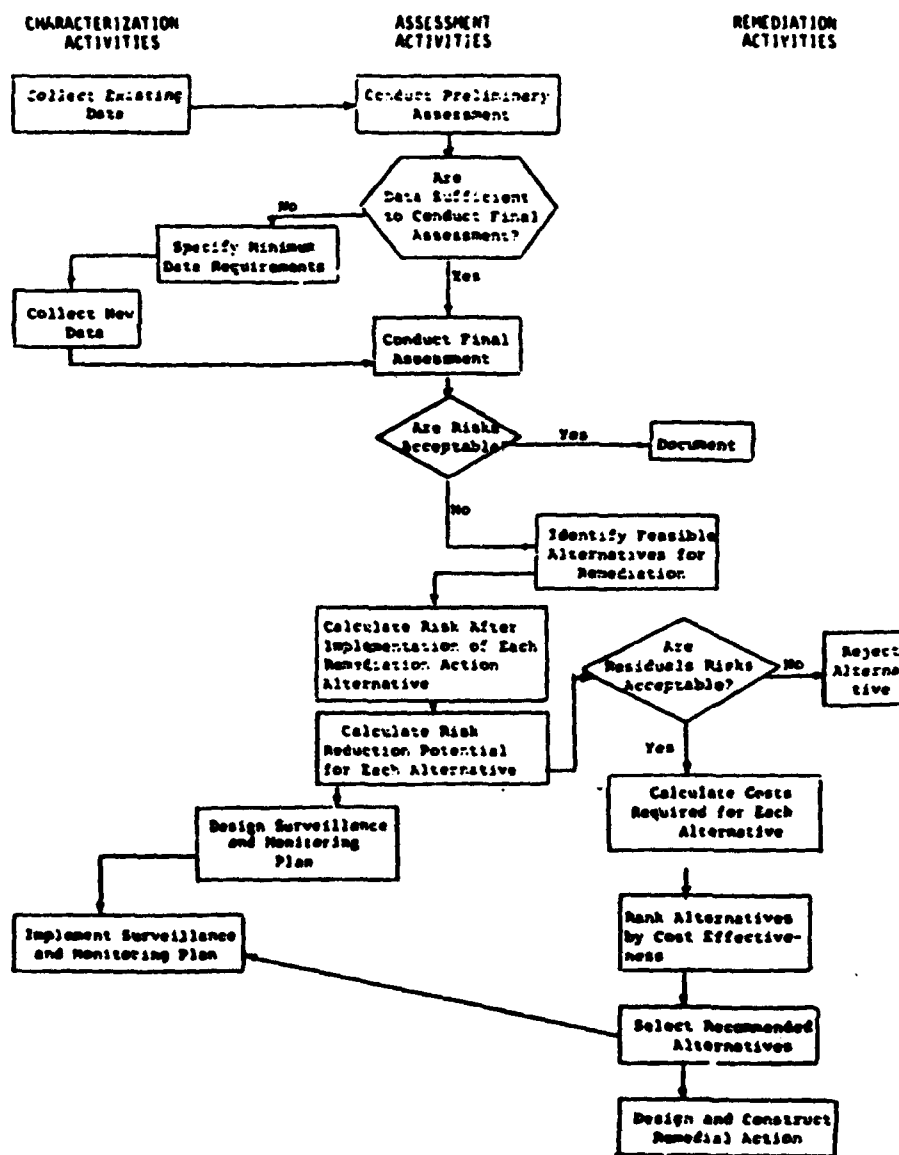 CHARACTERIZATION
ACTIVITIES
ASSESSMENT
ACTIVITIES
REMEDIATION
ACTIVITIES
Collect Existing
Data
Conduct Preliminary
Assessment
Are
Data Sufficient
to Conduct Final
Assessment?
No
Specify Minimum
Data Requirements
Yes
Collect New
Data
Conduct Final
Assessment
Are Risks
Acceptable?
Yes
Document
No
Identify Feasible
Alternatives for
Remediation
Calculate Risk After
Implementation of Each
Remediation Action
Alternative
Are
Residuals Risks
Acceptable?
No
Reject
Alterna
tive
Calculate Risk
Reduction Potential
for Each Alternative
Yes
Calculate Costs
Required for Each
Alternative
Design Surveillance
and Monitoring
Plan
Implement Surveillance
and Monitoring Plan
Rank Alternatives
by Cost Effective-
ness
Select Recommended
Alternatives
Design and Construct
Remedial Action